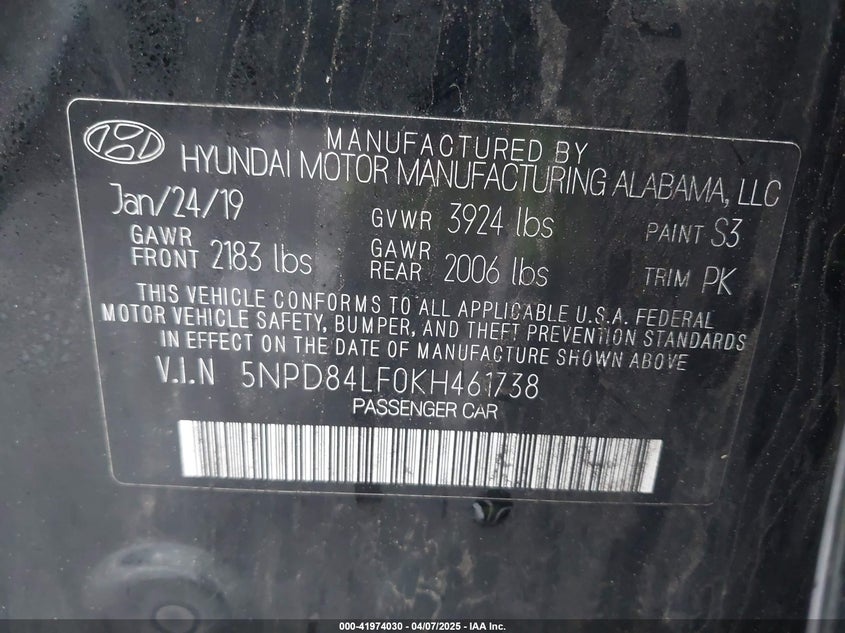 MANUFACTURED BY
HYUNDAI MOTOR MANUFACTURING ALABAMA, LLC
Jan/24/19 GVWR 3924 lbs PAINT S3
GAWR FRONT 2183 lbs GAWR REAR 2006 lbs TRIM PK
THIS VEHICLE CONFORMS TO ALL APPLICABLE U.S.A. FEDERAL
MOTOR VEHICLE SAFETY, BUMPER, AND THEFT PREVENTION STANDARDS
IN EFFECT ON THE DATE OF MANUFACTURE SHOWN ABOVE
V.I.N 5NPD84LF0KH461738
PASSENGER CAR
000-41974030 - 04/07/2025 - IAA Inc.